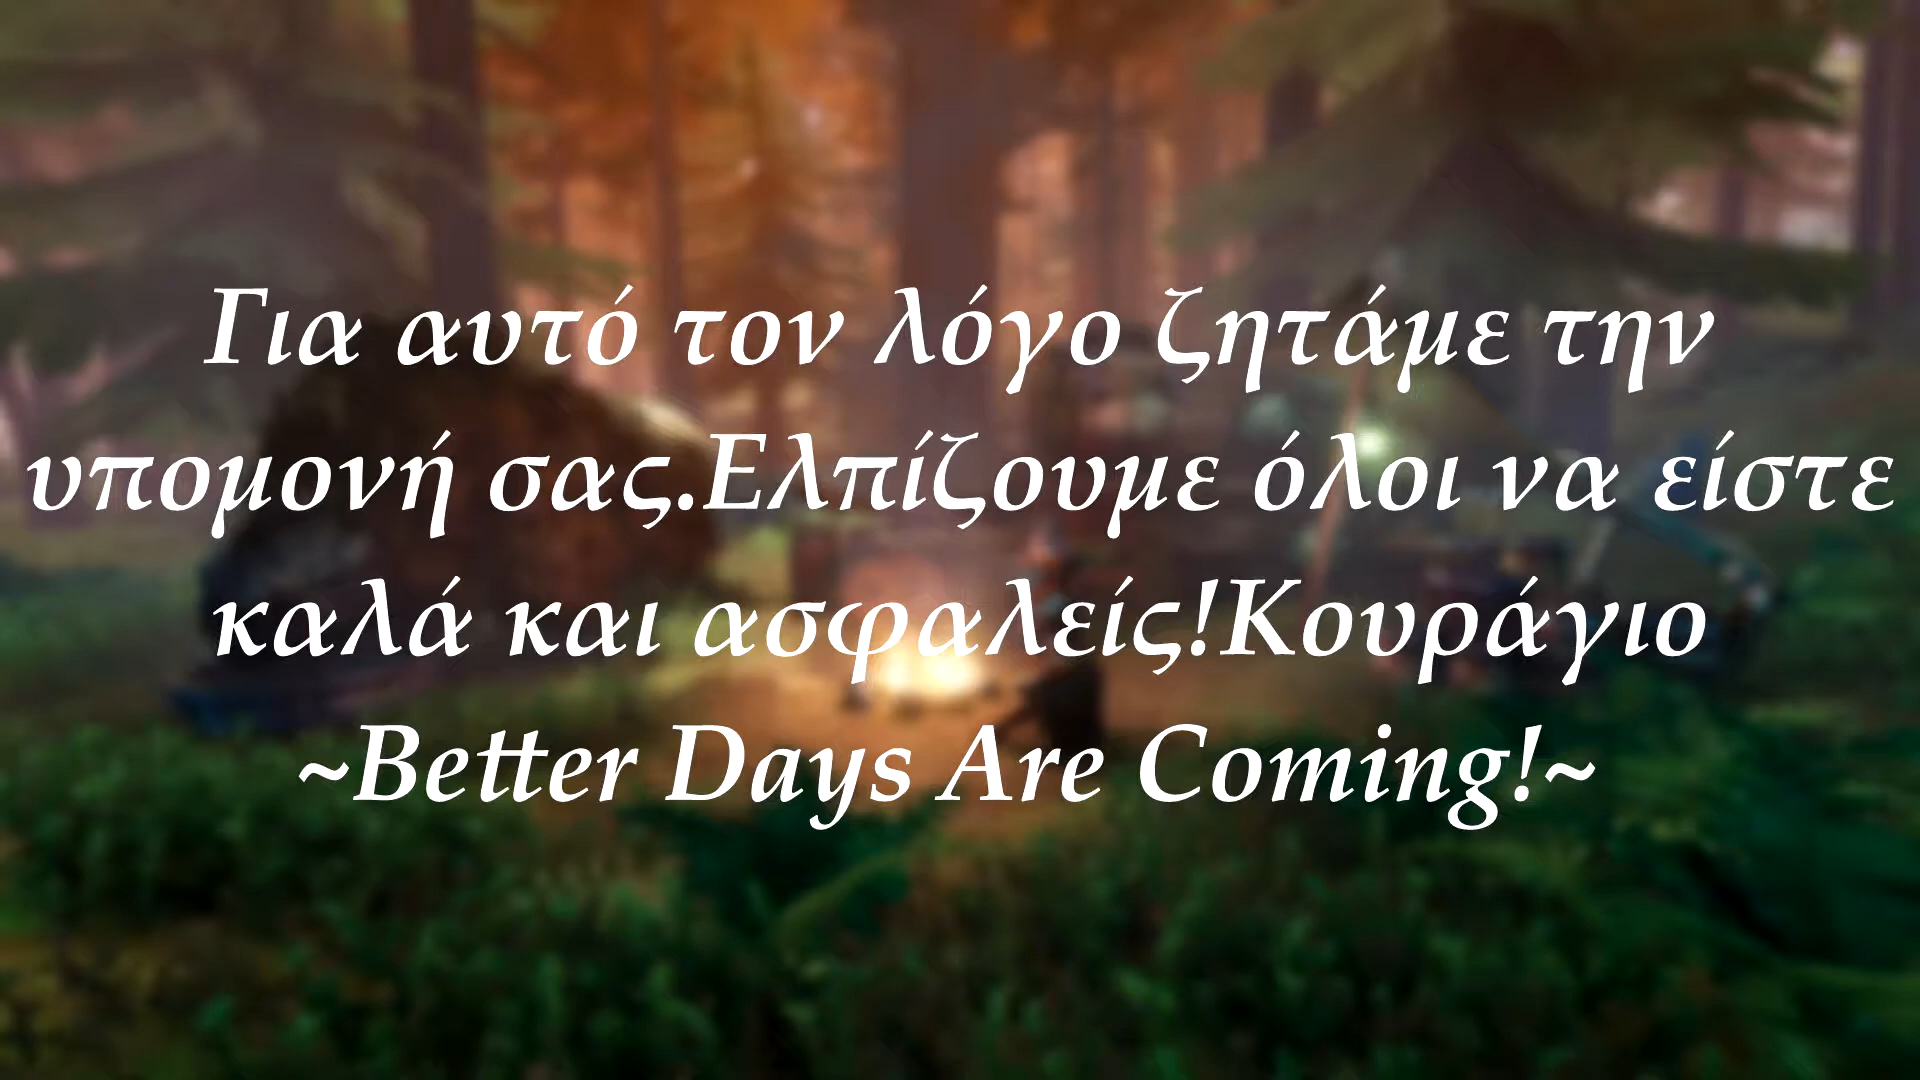 Για αυτό τον λόγο ζητάμε την
υπομονή σας.Ελπίζουμε όλοι να είστε
καλά και ασφαλείς!Κουράγιο
~Better Days Are Coming!~